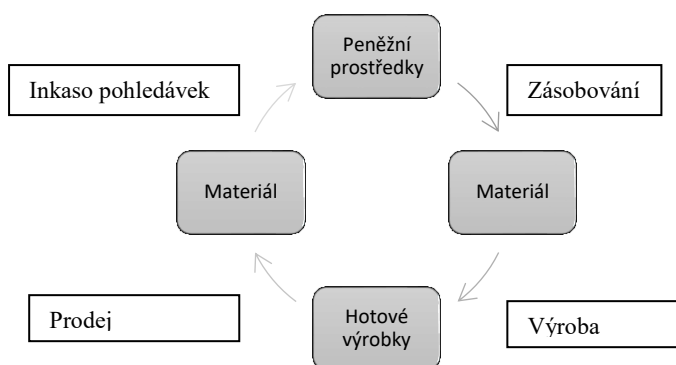 Peněžní
prostředky
Inkaso pohledávek
Zásobování
Materiál
Materiál
Prodej
Hotové
výrobky
Výroba